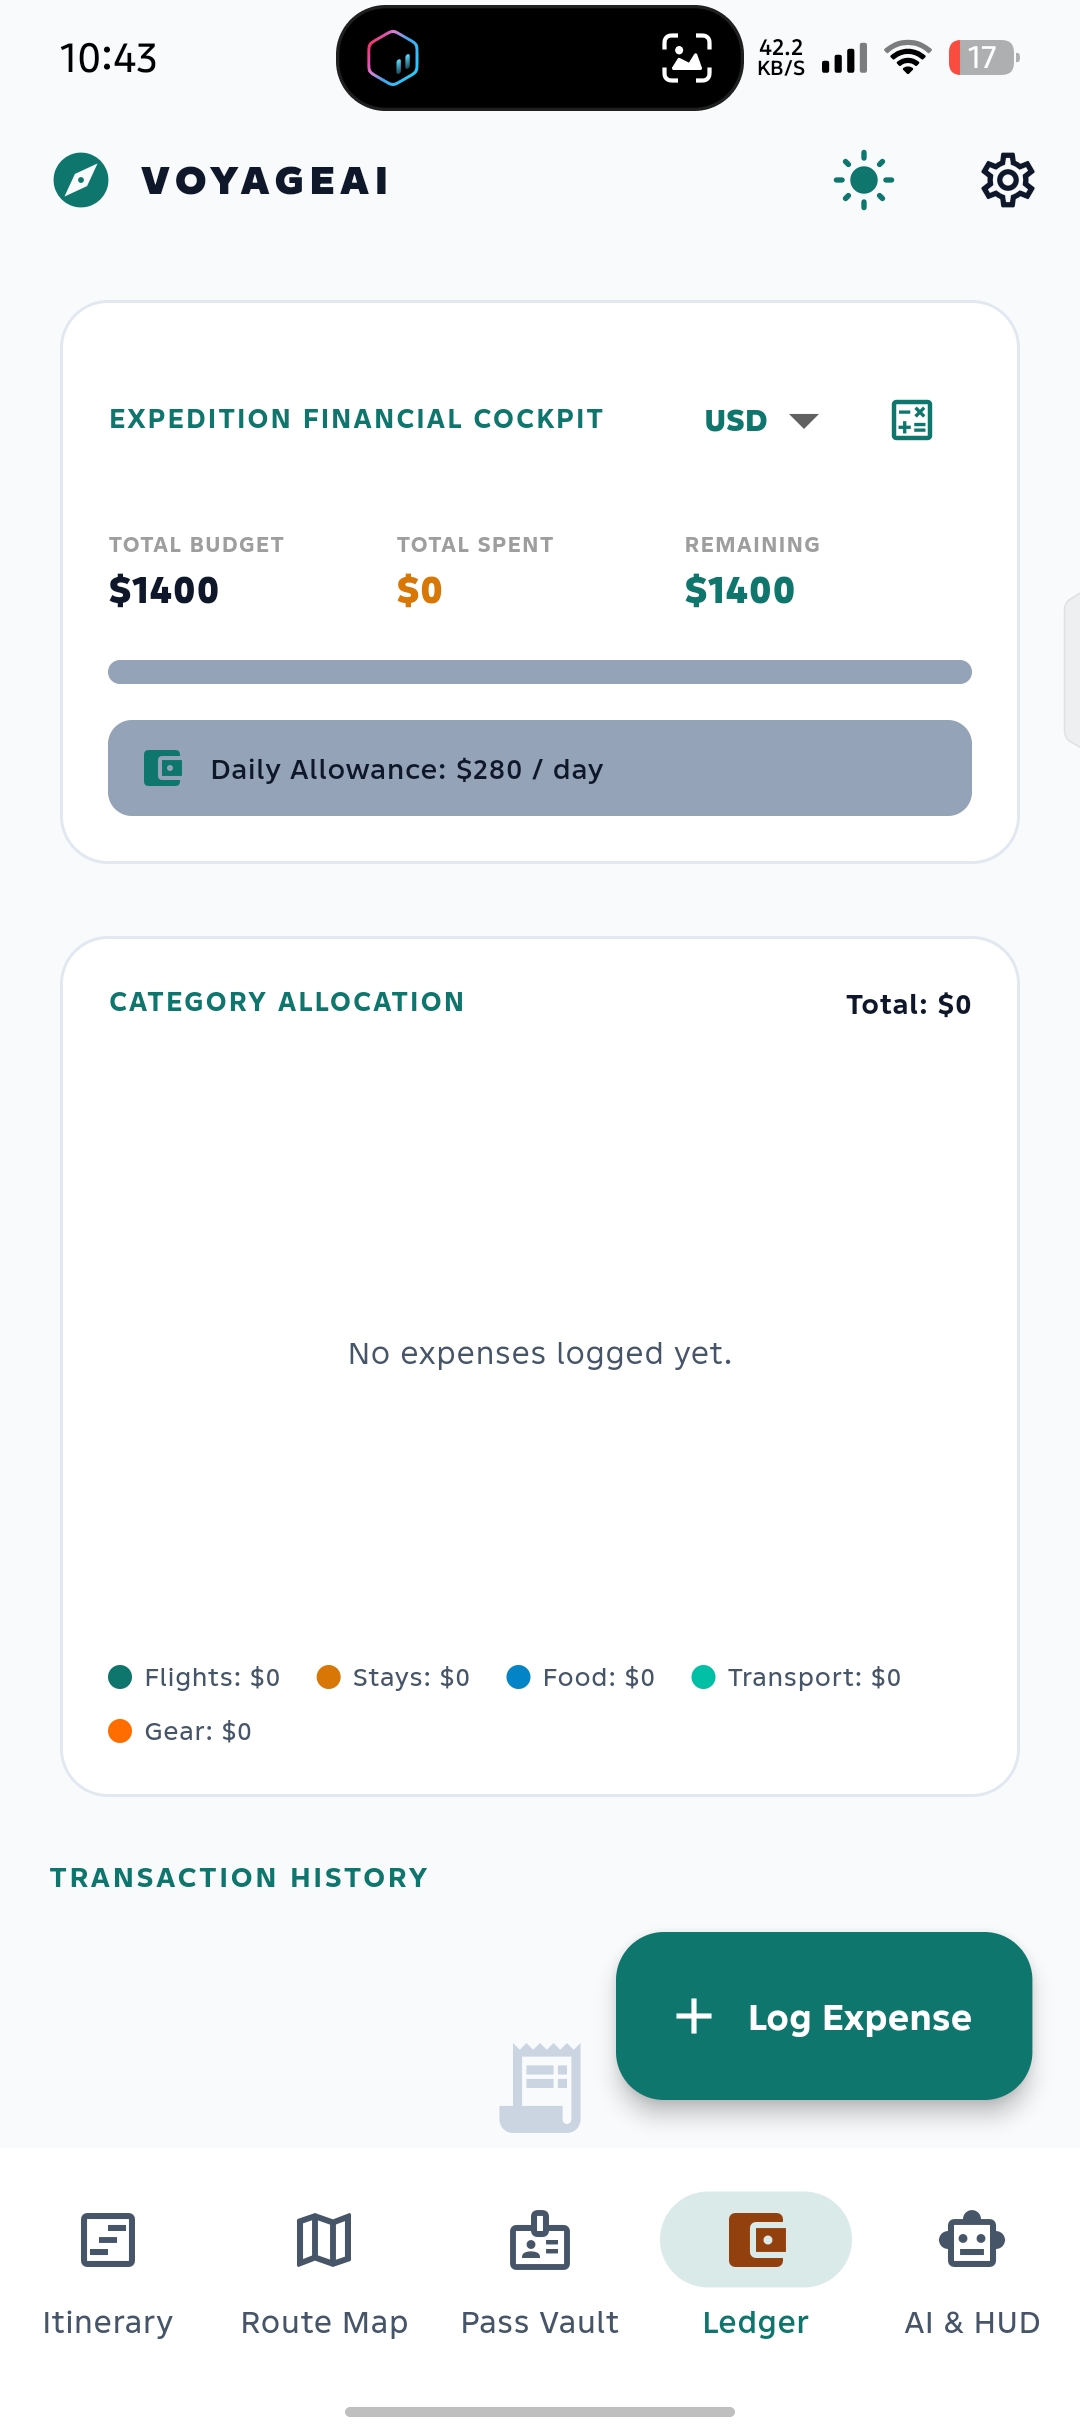 10:43
42.2
KB/S
17
VOYAGEAI
EXPEDITION FINANCIAL COCKPIT
USD
TOTAL BUDGET
TOTAL SPENT
REMAINING
$1400
$0
$1400
Daily Allowance: $280 / day
CATEGORY ALLOCATION
Total: $0
No expenses logged yet.
Flights: $0
Stays: $0
Food: $0
Transport: $0
Gear: $0
TRANSACTION HISTORY
Log Expense
Itinerary
Route Map
Pass Vault
Ledger
AI & HUD